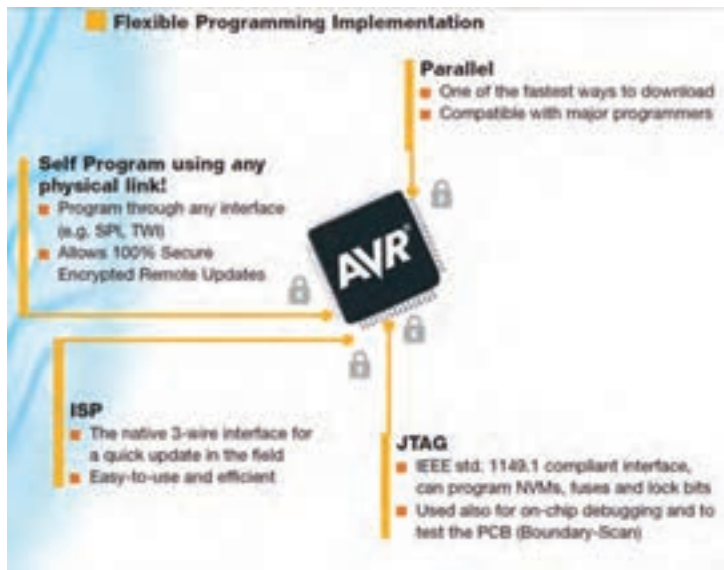 Flexible Programming Implementation
Parallel
One of the fastest ways to download
Compatible with major programmers
Self Program using any
physical link!
Program through any interface
(e.g. SPI, TWI)
Allows 100% Secure
Encrypted Remote Updates
AVR®
ISP
The native 3-wire interface for
a quick update in the field
Easy-to-use and efficient
JTAG
IEEE std. 1149.1 compliant interface,
can program NVMs, fuses and lock bits
Used also for on-chip debugging and to
test the PCB (Boundary-Scan)